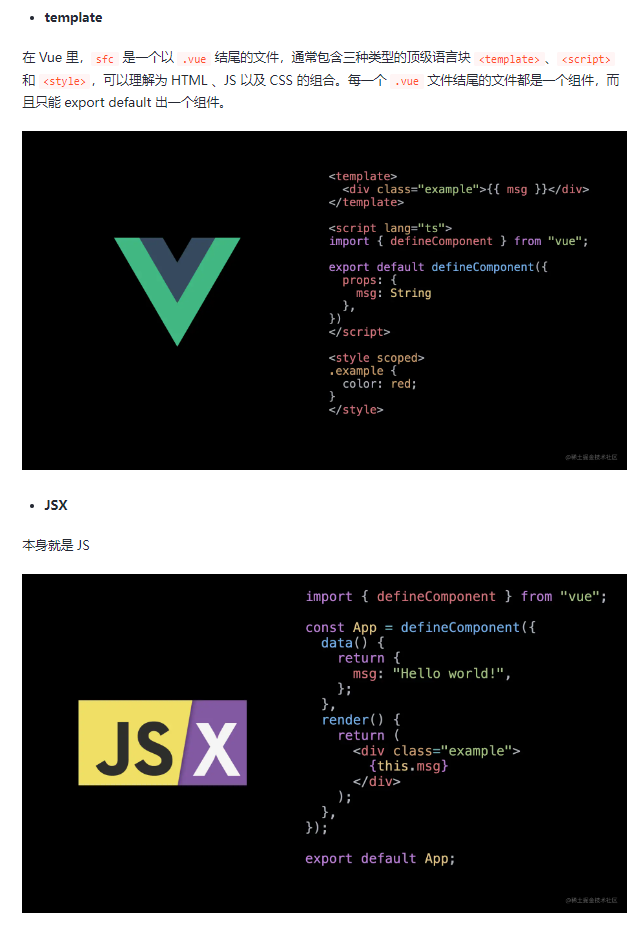 template
在 Vue 里， sfc 是一个以 .vue 结尾的文件，通常包含三种类型的顶级语言块 <template> 、 <script>
和 <style> ，可以理解为 HTML 、JS 以及 CSS 的组合。每一个 .vue 文件结尾的文件都是一个组件，而
且只能 export default 出一个组件。
<template>
  <div class="example">{{ msg }}</div>
</template>
<script lang="ts">
import { defineComponent } from "vue";
export default defineComponent({
  props: {
    msg: String
  },
})
</script>
<style scoped>
.example {
  color: red;
}
</style>
@稀土掘金技术社区
JSX
本身就是 JS
JSX
import { defineComponent } from "vue";
const App = defineComponent({
  data() {
    return {
      msg: "Hello world!",
    };
  },
  render() {
    return (
      <div class="example">
        {this.msg}
      </div>
    );
  },
});
export default App;
@稀土掘金技术社区